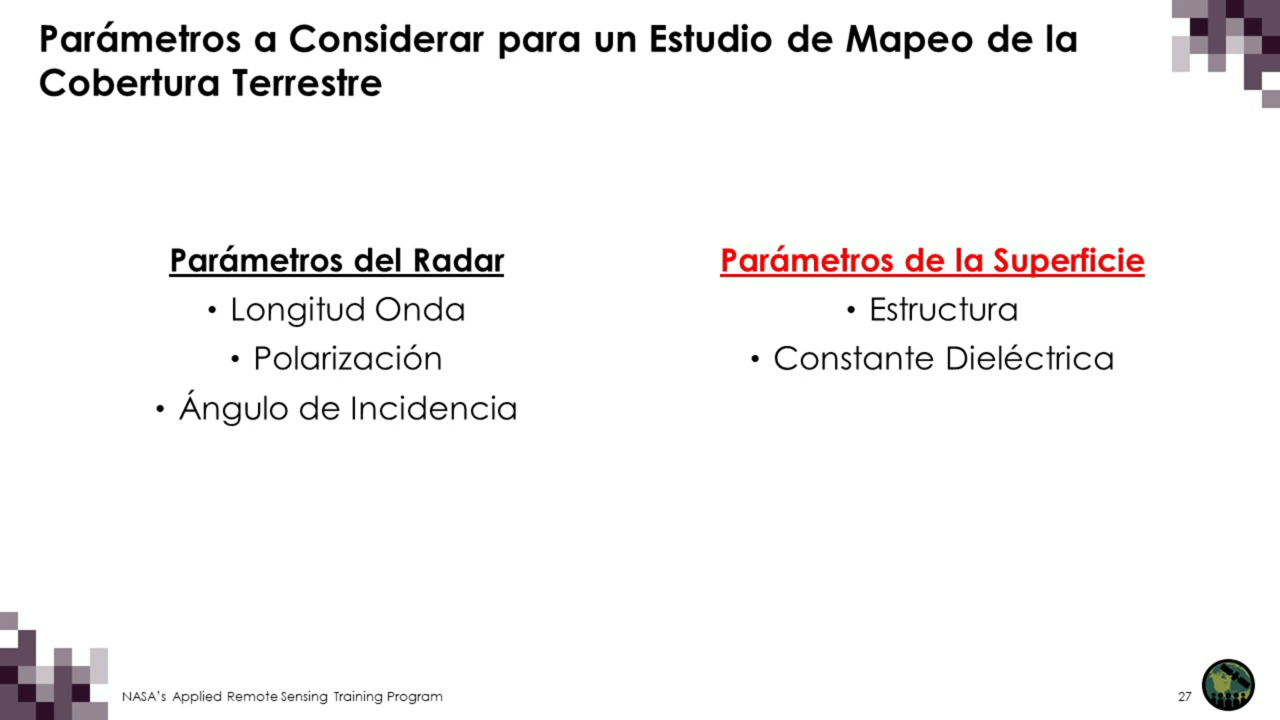 Parámetros a Considerar para un Estudio de Mapeo de la
Cobertura Terrestre
Parámetros del Radar
• Longitud Onda
• Polarización
• Ángulo de Incidencia
Parámetros de la Superficie
• Estructura
• Constante Dieléctrica
NASA's Applied Remote Sensing Training Program
27